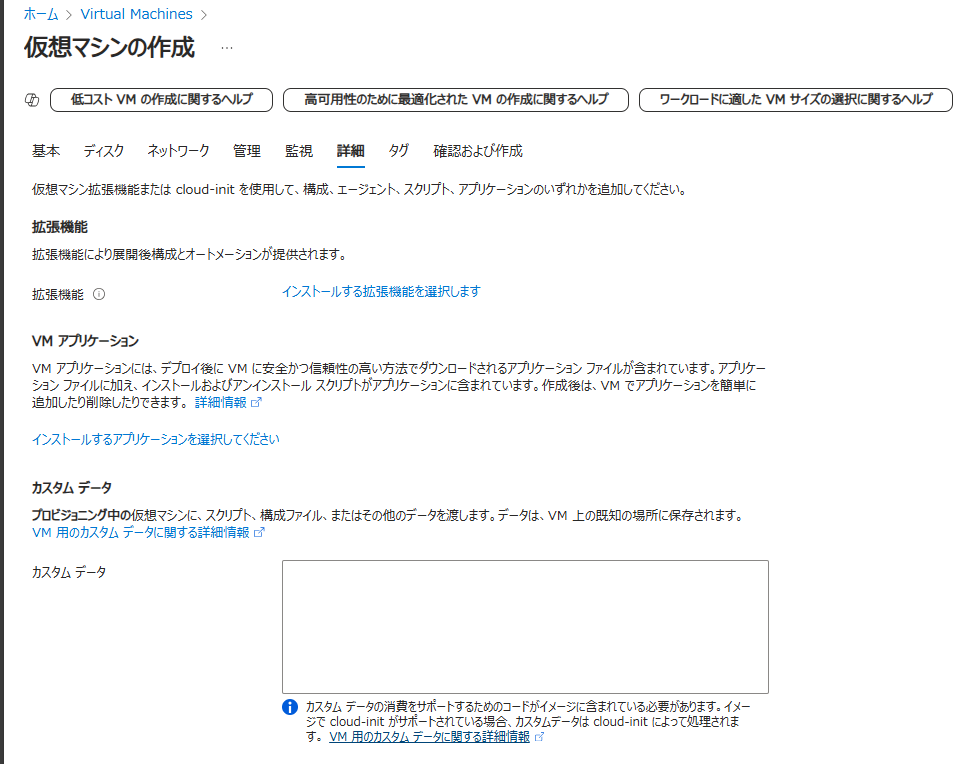 ホーム > Virtual Machines >
仮想マシンの作成 …
低コスト VM の作成に関するヘルプ 高可用性のために最適化された VM の作成に関するヘルプ ワークロードに適した VM サイズの選択に関するヘルプ
基本 ディスク ネットワーク 管理 監視 詳細 タグ 確認および作成
仮想マシン拡張機能または cloud-init を使用して、構成、エージェント、スクリプト、アプリケーションのいずれかを追加してください。
拡張機能
拡張機能により展開後構成とオートメーションが提供されます。
拡張機能 インストールする拡張機能を選択します
VM アプリケーション
VM アプリケーションには、デプロイ後に VM に安全かつ信頼性の高い方法でダウンロードされるアプリケーション ファイルが含まれています。アプリケー
ション ファイルに加え、インストールおよびアンインストール スクリプトがアプリケーションに含まれています。作成後は、VM でアプリケーションを簡単に
追加したり削除したりできます。 詳細情報
インストールするアプリケーションを選択してください
カスタム データ
プロビジョニング中の仮想マシンに、スクリプト、構成ファイル、またはその他のデータを渡します。データは、VM 上の既知の場所に保存されます。
VM 用のカスタム データに関する詳細情報
カスタム データ
カスタム データの消費をサポートするためのコードがイメージに含まれている必要があります。イメー
ジで cloud-init がサポートされている場合、カスタムデータは cloud-init によって処理されま
す。 VM 用のカスタム データに関する詳細情報